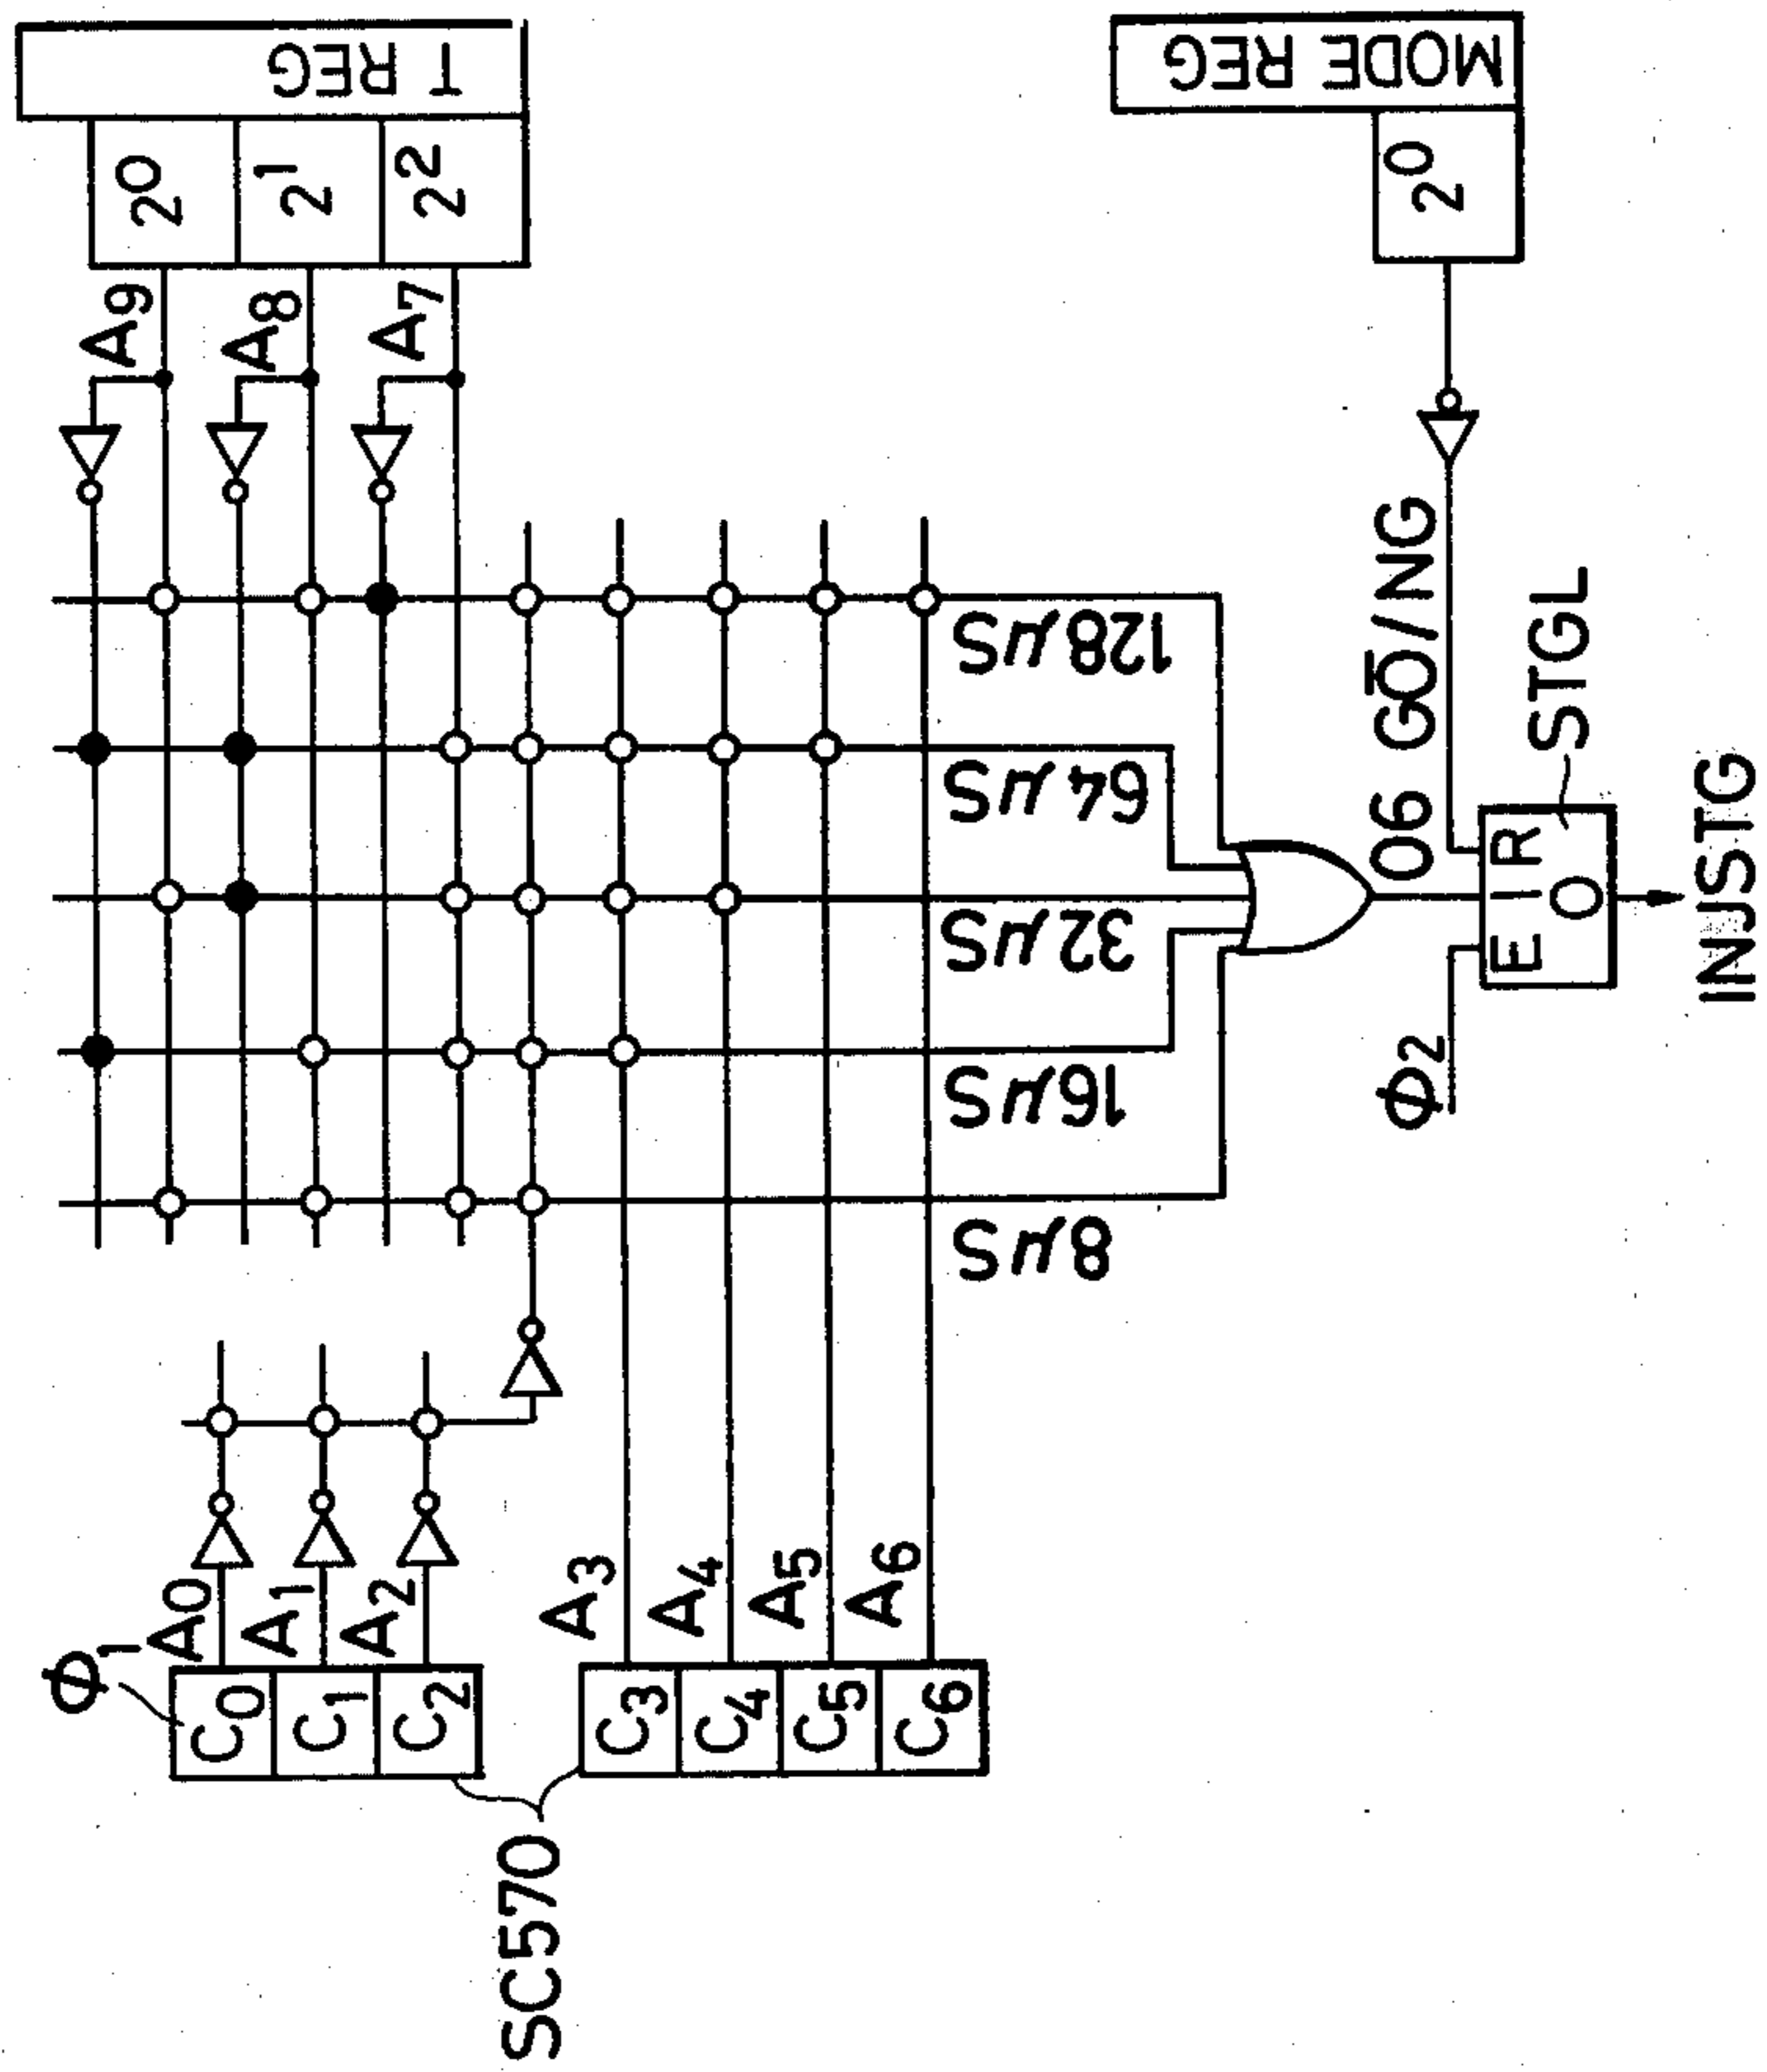 T REG
2⁰
2¹
2²
A9
A8
A7
MODE REG
2⁰
128μS
64μS
32μS
16μS
8μS
06 GŌ/NG
STGL
E I R
O
INJSTG
Φ2
Φ1
A0
A1
A2
A3
A4
A5
A6
C0
C1
C2
C3
C4
C5
C6
SC570